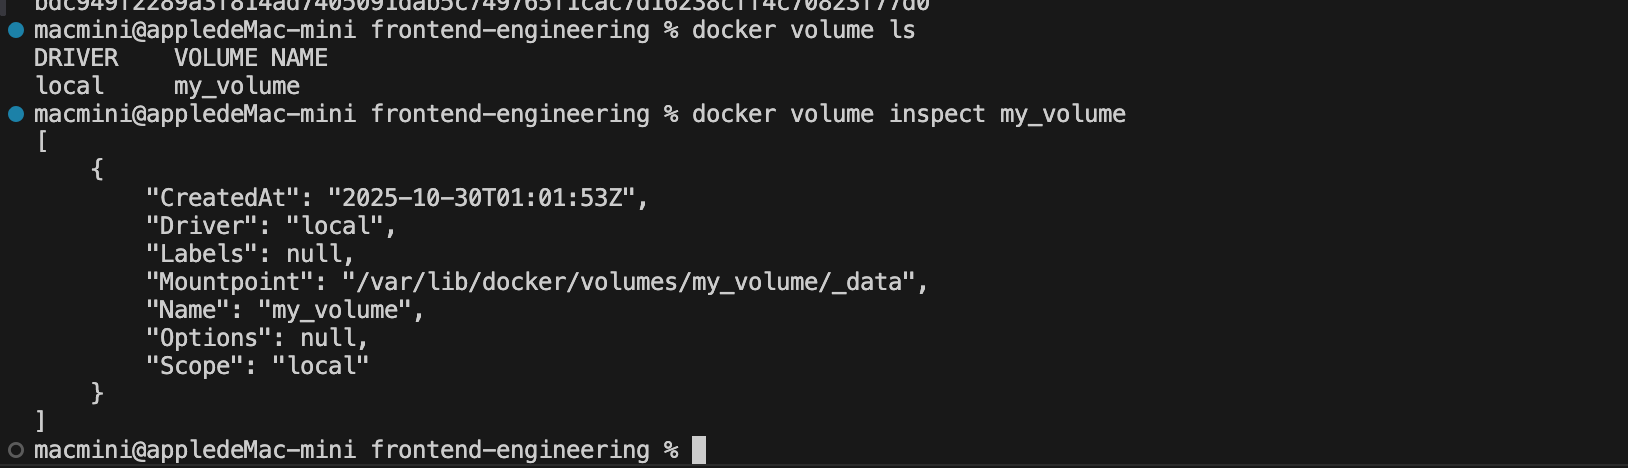 bdc949f2289a3f814ad7405091dab5c749765f1cac7d16238cff4c70823f77d0
macmini@appledeMac-mini frontend-engineering % docker volume ls
DRIVER    VOLUME NAME
local     my_volume
macmini@appledeMac-mini frontend-engineering % docker volume inspect my_volume
[
    {
        "CreatedAt": "2025-10-30T01:01:53Z",
        "Driver": "local",
        "Labels": null,
        "Mountpoint": "/var/lib/docker/volumes/my_volume/_data",
        "Name": "my_volume",
        "Options": null,
        "Scope": "local"
    }
]
macmini@appledeMac-mini frontend-engineering %